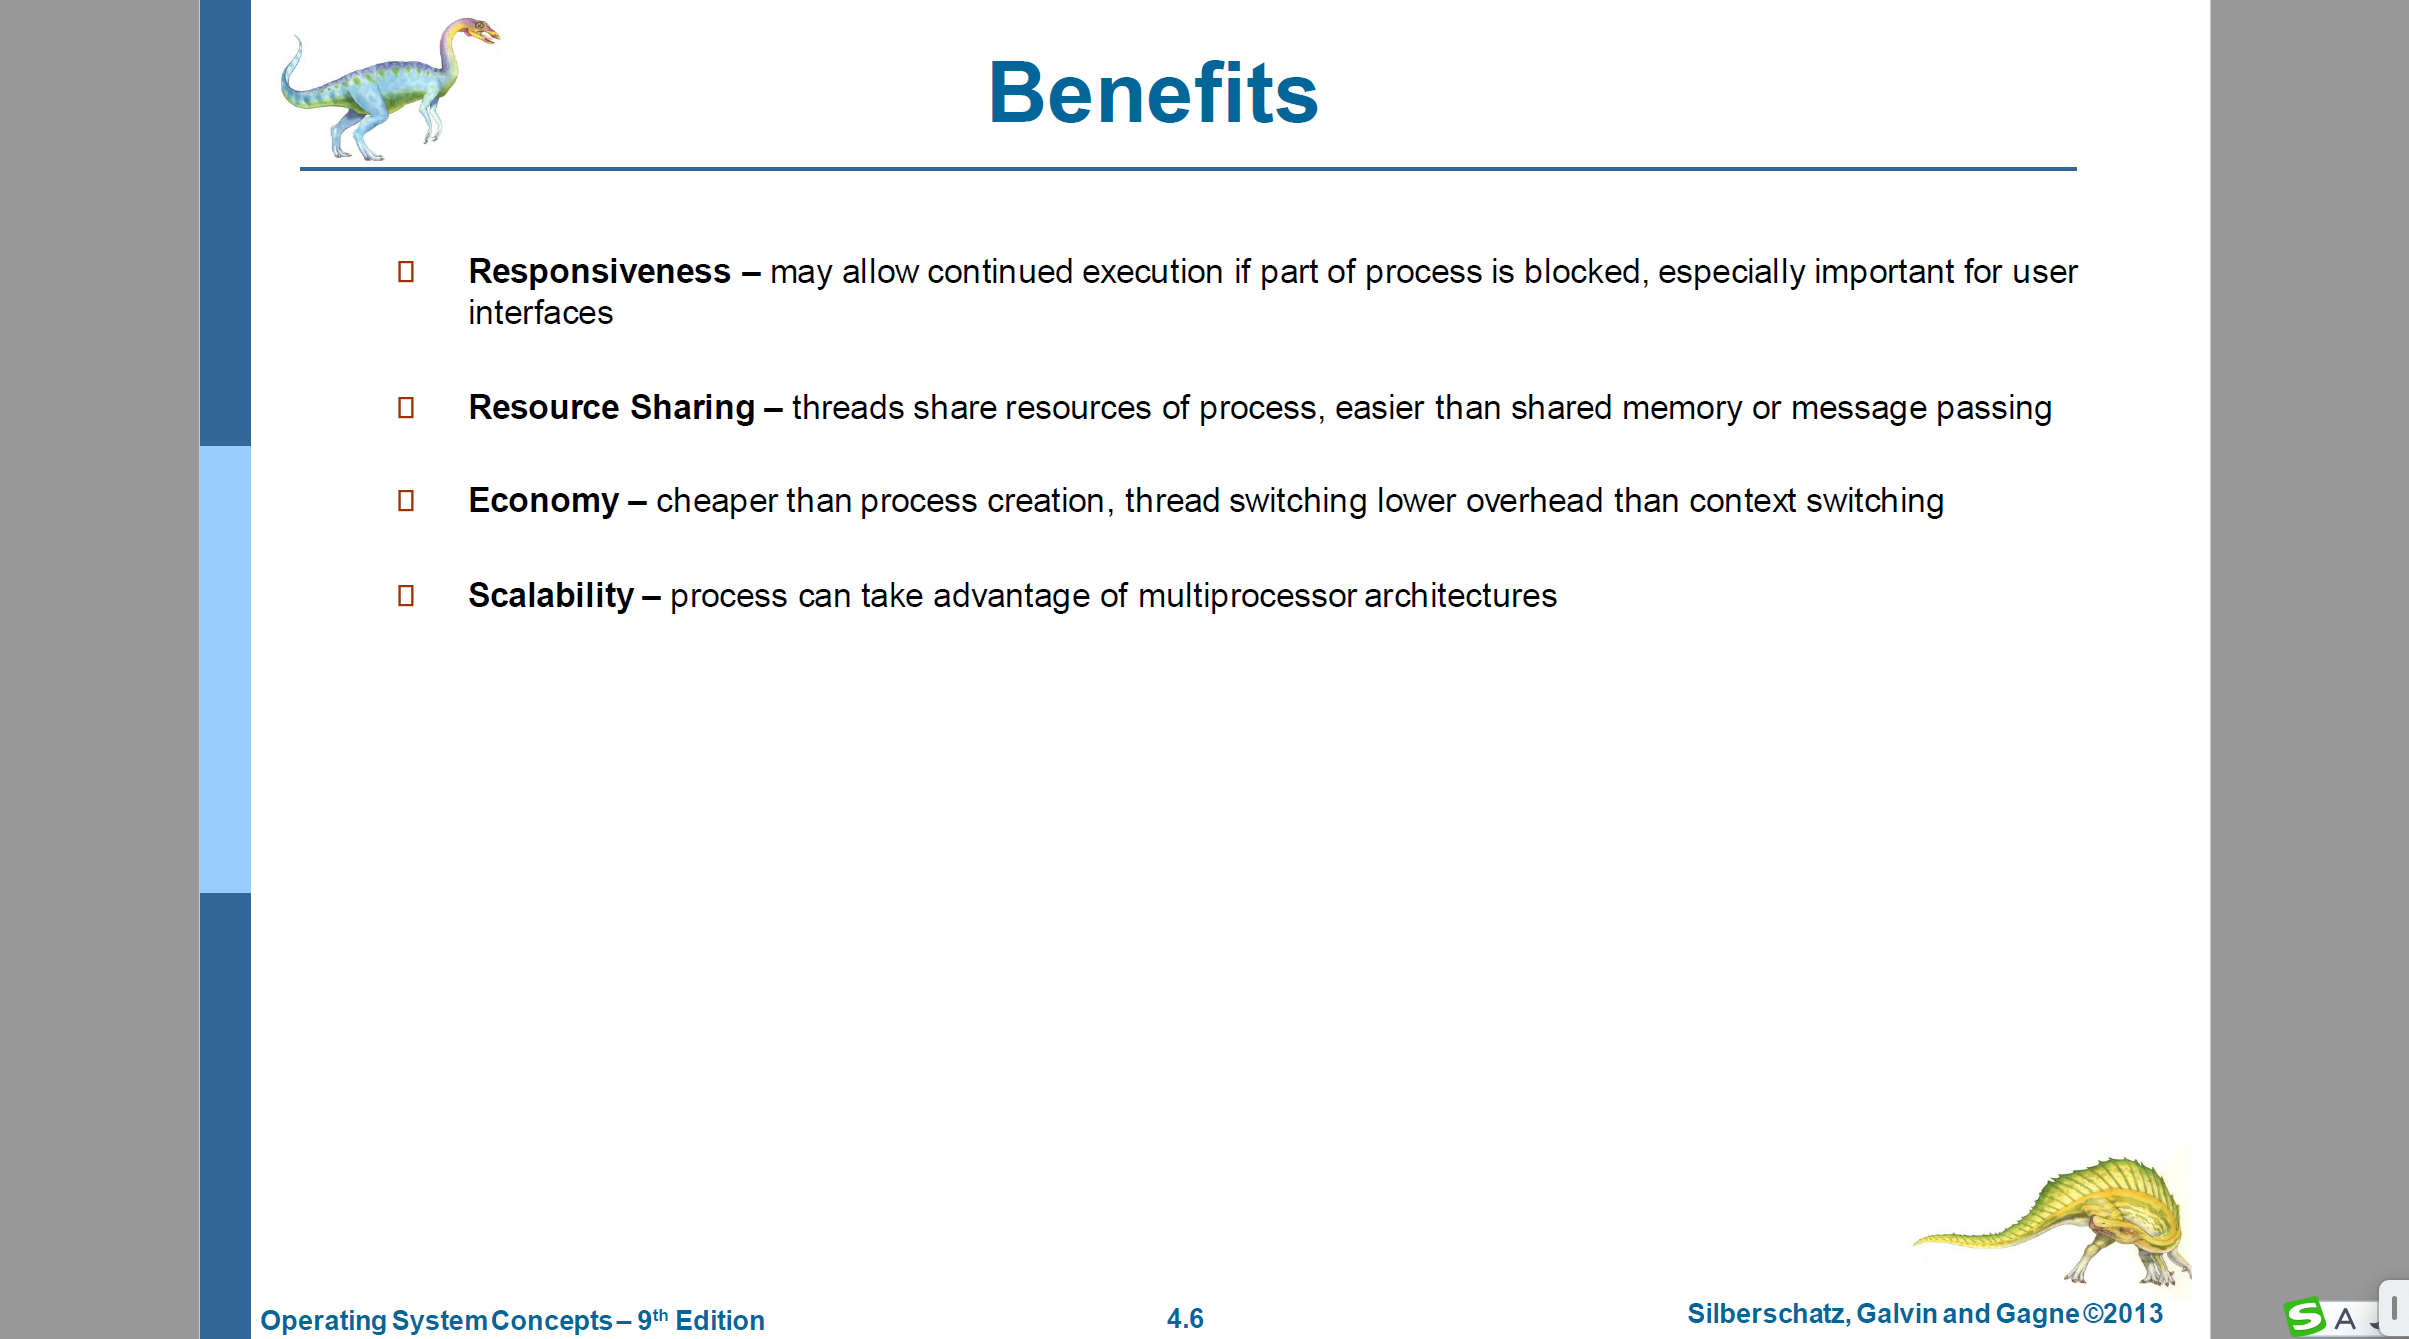 Benefits
Responsiveness – may allow continued execution if part of process is blocked, especially important for user
interfaces
Resource Sharing – threads share resources of process, easier than shared memory or message passing
Economy – cheaper than process creation, thread switching lower overhead than context switching
Scalability – process can take advantage of multiprocessor architectures
Operating System Concepts – 9th Edition
4.6
Silberschatz, Galvin and Gagne ©2013
S A